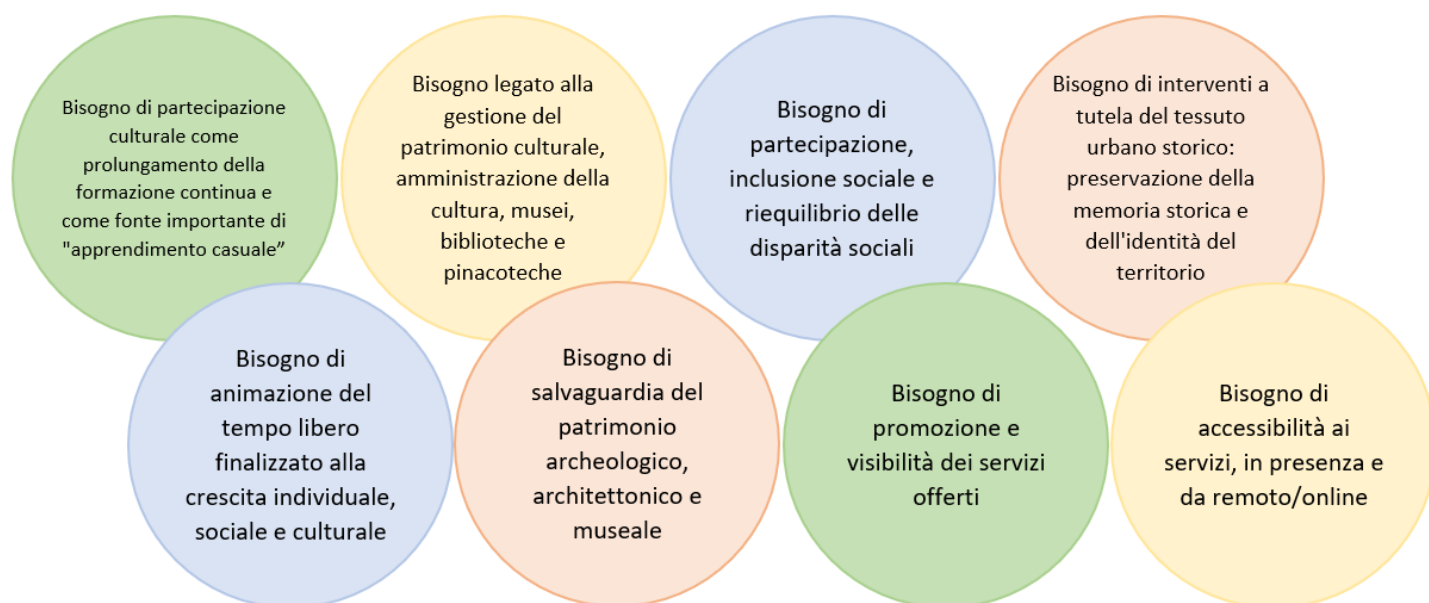 Bisogno di partecipazione
culturale come
prolungamento della
formazione continua e
come fonte importante di
"apprendimento casuale”
Bisogno legato alla
gestione del
patrimonio culturale,
amministrazione della
cultura, musei,
biblioteche e
pinacoteche
Bisogno di
partecipazione,
inclusione sociale e
riequilibrio delle
disparità sociali
Bisogno di interventi a
tutela del tessuto
urbano storico:
preservazione della
memoria storica e
dell'identità del
territorio
Bisogno di
animazione del
tempo libero
finalizzato alla
crescita individuale,
sociale e culturale
Bisogno di
salvaguardia del
patrimonio
archeologico,
architettonico e
museale
Bisogno di
promozione e
visibilità dei servizi
offerti
Bisogno di
accessibilità ai
servizi, in presenza e
da remoto/online